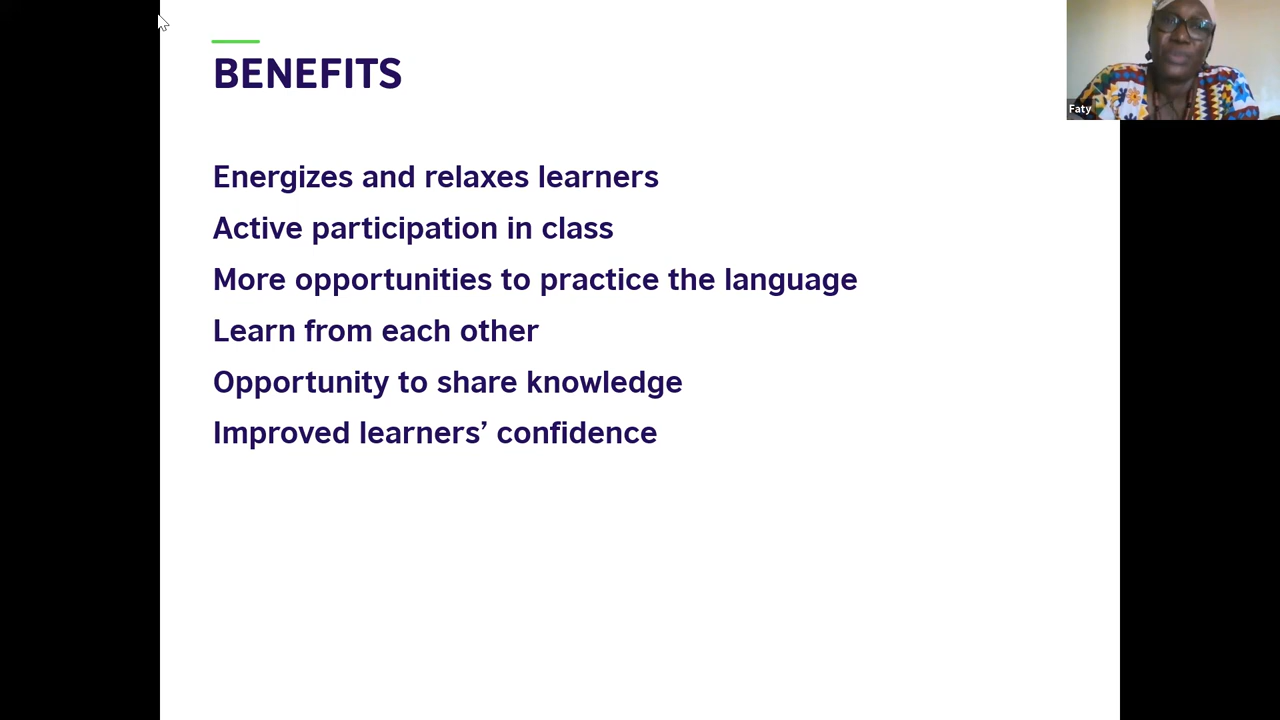 BENEFITS
Faty
Energizes and relaxes learners
Active participation in class
More opportunities to practice the language
Learn from each other
Opportunity to share knowledge
Improved learners’ confidence